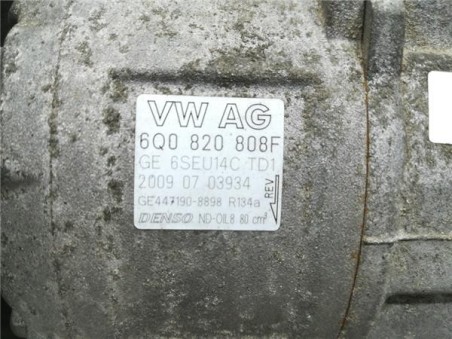 VW AG
6Q0 820 808F
GE 6SEU14C TD1
2009 07 03934
REV
GE447190-8898 R134a
DENSO ND-OIL8 80 cm³